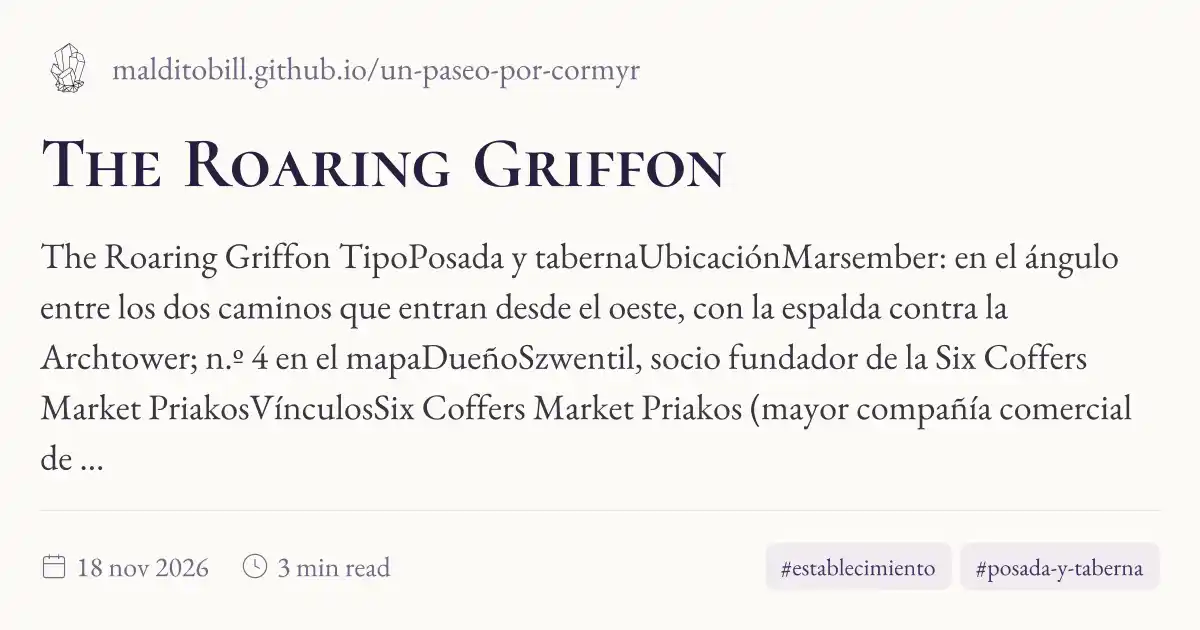 malditobill.github.io/un-paseo-por-cormyr
The Roaring Griffon
The Roaring Griffon TipoPosada y tabernaUbicaciónMarsember: en el ángulo
entre los dos caminos que entran desde el oeste, con la espalda contra la
Archtower; n.º 4 en el mapaDueñoSzwentil, socio fundador de la Six Coffers
Market PriakosVínculosSix Coffers Market Priakos (mayor compañía comercial
de ...
18 nov 2026
3 min read
#establecimiento
#posada-y-taberna